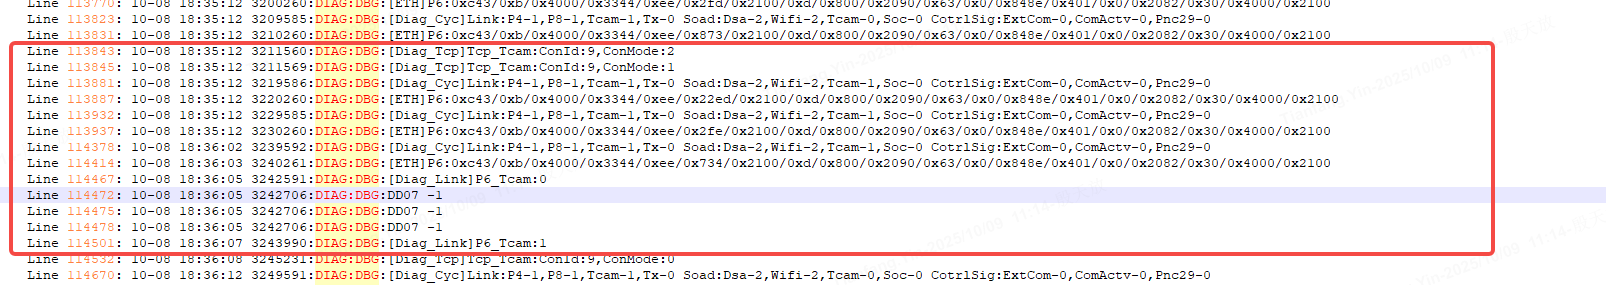 Line 113770: 10-08 18:35:12 3200260:DIAG:DBG:[ETH]P6:0xc43/0xb/0x4000/0x3344/0xee/0x2fd/0x2100/0xd/0x800/0x2090/0x63/0x0/0x848e/0x401/0x0/0x2082/0x30/0x4000/0x2100
Line 113823: 10-08 18:35:12 3209585:DIAG:DBG:[Diag_Cyc]Link:P4-1,P8-1,Tcam-1,Tx-0 Soad:Dsa-2,Wifi-2,Tcam-1,Soc-0 CotrlSig:ExtCom-0,ComActv-0,Pnc29-0
Line 113831: 10-08 18:35:12 3210260:DIAG:DBG:[ETH]P6:0xc43/0xb/0x4000/0x3344/0xee/0x873/0x2100/0xd/0x800/0x2090/0x63/0x0/0x848e/0x401/0x0/0x2082/0x30/0x4000/0x2100
Line 113843: 10-08 18:35:12 3211560:DIAG:DBG:[Diag_Tcp]Tcp_Tcam:ConId:9,ConMode:2
Line 113845: 10-08 18:35:12 3211569:DIAG:DBG:[Diag_Tcp]Tcp_Tcam:ConId:9,ConMode:1
Line 113881: 10-08 18:35:12 3219586:DIAG:DBG:[Diag_Cyc]Link:P4-1,P8-1,Tcam-1,Tx-0 Soad:Dsa-2,Wifi-2,Tcam-1,Soc-0 CotrlSig:ExtCom-0,ComActv-0,Pnc29-0
Line 113887: 10-08 18:35:12 3220260:DIAG:DBG:[ETH]P6:0xc43/0xb/0x4000/0x3344/0xee/0x22ed/0x2100/0xd/0x800/0x2090/0x63/0x0/0x848e/0x401/0x0/0x2082/0x30/0x4000/0x2100
Line 113932: 10-08 18:35:12 3229585:DIAG:DBG:[Diag_Cyc]Link:P4-1,P8-1,Tcam-1,Tx-0 Soad:Dsa-2,Wifi-2,Tcam-1,Soc-0 CotrlSig:ExtCom-0,ComActv-0,Pnc29-0
Line 113937: 10-08 18:35:12 3230260:DIAG:DBG:[ETH]P6:0xc43/0xb/0x4000/0x3344/0xee/0x2fe/0x2100/0xd/0x800/0x2090/0x63/0x0/0x848e/0x401/0x0/0x2082/0x30/0x4000/0x2100
Line 114378: 10-08 18:36:02 3239592:DIAG:DBG:[Diag_Cyc]Link:P4-1,P8-1,Tcam-1,Tx-0 Soad:Dsa-2,Wifi-2,Tcam-1,Soc-0 CotrlSig:ExtCom-0,ComActv-0,Pnc29-0
Line 114414: 10-08 18:36:03 3240261:DIAG:DBG:[ETH]P6:0xc43/0xb/0x4000/0x3344/0xee/0x734/0x2100/0xd/0x800/0x2090/0x63/0x0/0x848e/0x401/0x0/0x2082/0x30/0x4000/0x2100
Line 114467: 10-08 18:36:05 3242591:DIAG:DBG:[Diag_Link]P6_Tcam:0
Line 114472: 10-08 18:36:05 3242706:DIAG:DBG:DD07 -1
Line 114475: 10-08 18:36:05 3242706:DIAG:DBG:DD07 -1
Line 114478: 10-08 18:36:05 3242706:DIAG:DBG:DD07 -1
Line 114501: 10-08 18:36:07 3243990:DIAG:DBG:[Diag_Link]P6_Tcam:1
Line 114532: 10-08 18:36:08 3245231:DIAG:DBG:[Diag_Tcp]Tcp_Tcam:ConId:9,ConMode:0
Line 114670: 10-08 18:36:12 3249591:DIAG:DBG:[Diag_Cyc]Link:P4-1,P8-1,Tcam-1,Tx-0 Soad:Dsa-2,Wifi-2,Tcam-0,Soc-0 CotrlSig:ExtCom-0,ComActv-0,Pnc29-0